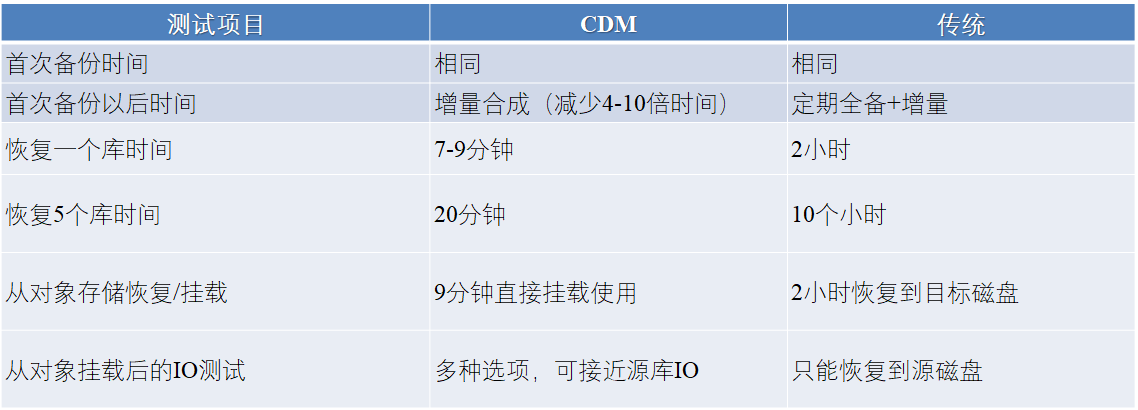 测试项目 CDM 传统
首次备份时间 相同 相同
首次备份以后时间 增量合成（减少4-10倍时间） 定期全备+增量
恢复一个库时间 7-9分钟 2小时
恢复5个库时间 20分钟 10个小时
从对象存储恢复/挂载 9分钟直接挂载使用 2小时恢复到目标磁盘
从对象挂载后的IO测试 多种选项，可接近源库IO 只能恢复到源磁盘